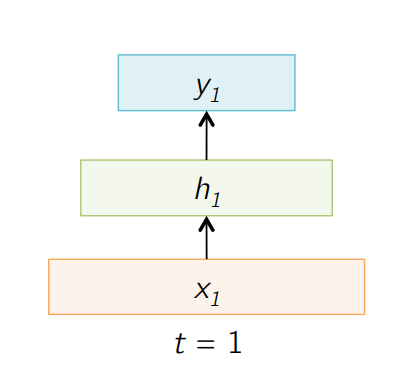 y₁
h₁
x₁
t = 1